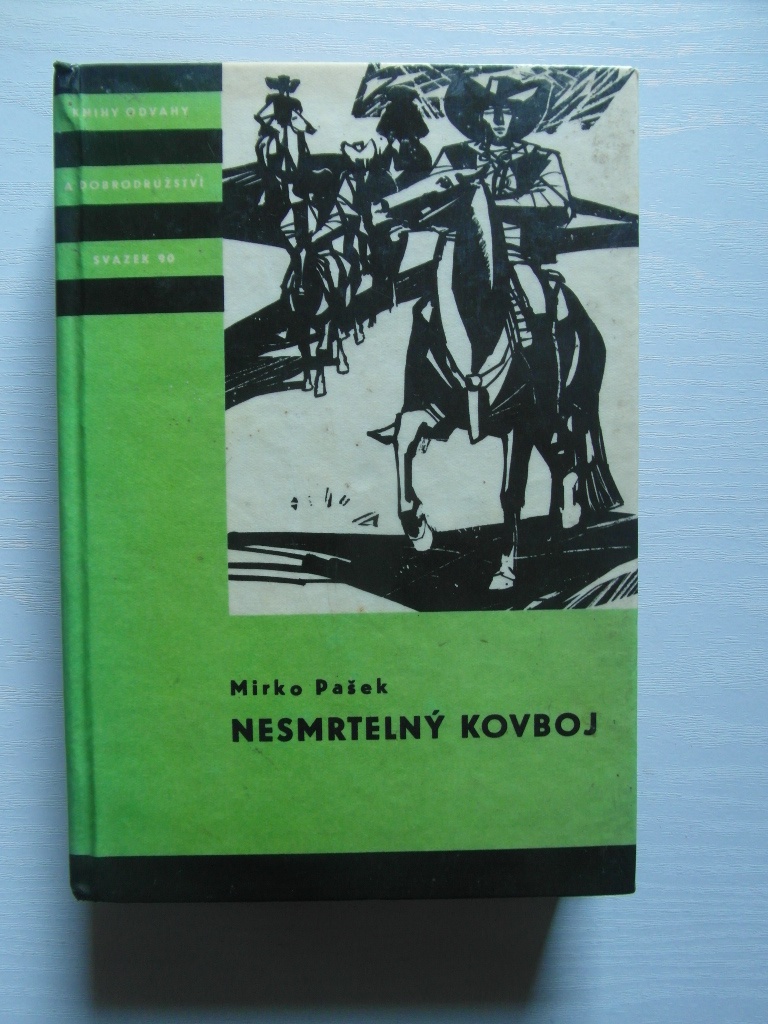 KNIHY ODVAHY
A DOBRODRUŽSTVÍ
SVAZEK 90
Mirko Pašek
NESMRTELNÝ KOVBOJ